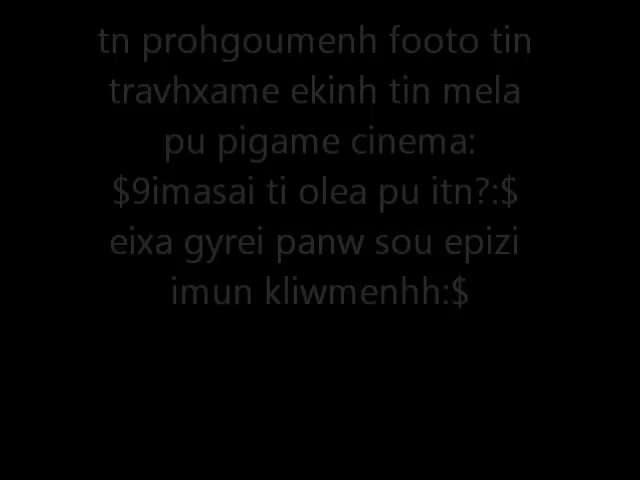 tn prohgoumenh footo tin
travhxame ekinh tin mela
pu pigame cinema:
$9imasai ti olea pu itn?:$
eixa gyrei panw sou epizi
imun kliwmenhh:$